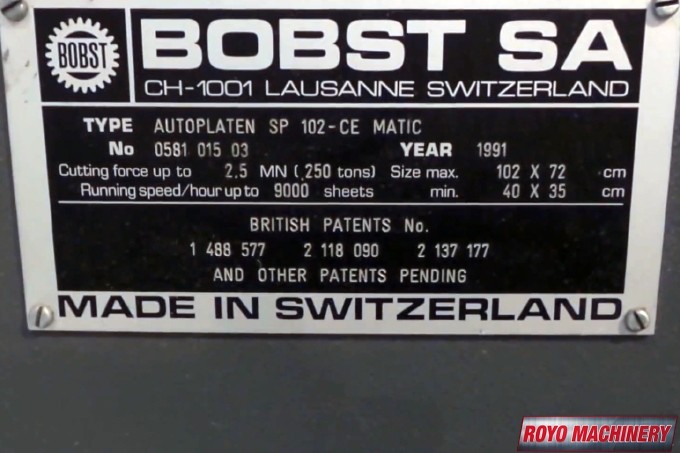 BOBST
BOBST SA
CH-1001 LAUSANNE SWITZERLAND
TYPE AUTOPLATEN SP 102-CE MATIC
No 0581 015 03 YEAR 1991
Cutting force up to 2.5 MN (250 tons) Size max. 102 X 72 cm
Running speed/hour up to 9000 sheets min. 40 X 35 cm
BRITISH PATENTS No.
1 488 577 2 118 090 2 137 177
AND OTHER PATENTS PENDING
MADE IN SWITZERLAND
ROYO MACHINERY